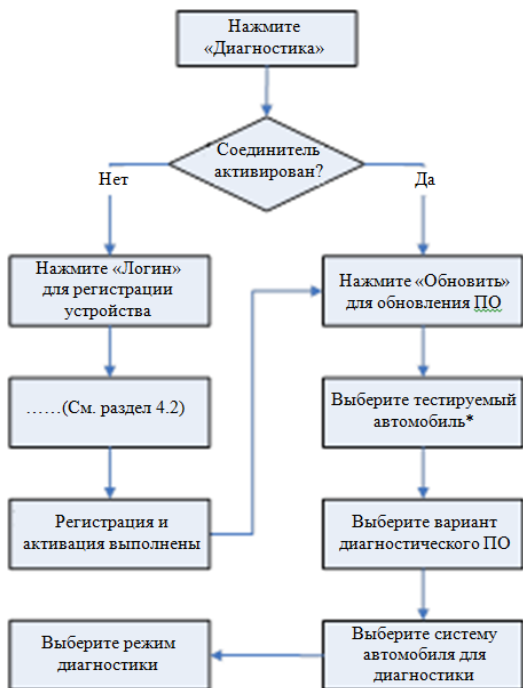 Нажмите
«Диагностика»
Соединитель
активирован?
Нет
Да
Нажмите «Логин»
для регистрации
устройства
Нажмите «Обновить»
для обновления ПО
……(См. раздел 4.2)
Выберите тестируемый
автомобиль*
Регистрация и
активация выполнены
Выберите вариант
диагностического ПО
Выберите режим
диагностики
Выберите систему
автомобиля для
диагностики